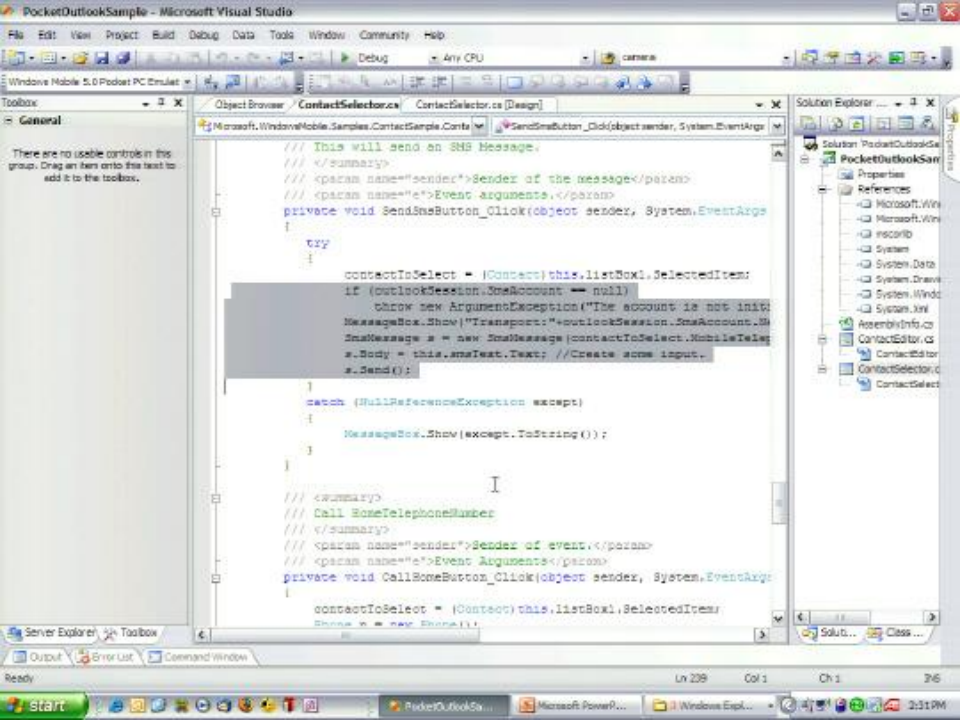 PocketOutlookSample - Microsoft Visual Studio
File Edit View Project Build Debug Data Tools Window Community Help
Debug Any CPU camera
Windows Mobile 5.0 Pocket PC Emulat
Toolbox
General
There are no usable controls in this
group. Drag an item onto this text to
add it to the toolbox.
Object Browser ContactSelector.cs ContactSelector.cs [Design]
Microsoft.WindowsMobile.Samples.ContactSample.Conta SendSmsButton_Click(object sender, System.EventArgs
/// This will send an SMS Message.
/// </summary>
/// <param name="sender">Sender of the message</param>
/// <param name="e">Event arguments.</param>
private void SendSmsButton_Click(object sender, System.EventArgs
{
try
{
contactToSelect = (Contact)this.listBox1.SelectedItem;
if (outlookSession.SmsAccount == null)
throw new ArgumentException("The account is not init
MessageBox.Show("Transport:"+outlookSession.SmsAccount.N
SmsMessage s = new SmsMessage(contactToSelect.MobileTelep
s.Body = this.smsText.Text; //Create some input.
s.Send();
}
catch (NullReferenceException except)
{
MessageBox.Show(except.ToString());
}
}
/// <summary>
/// Call HomeTelephoneNumber
/// </summary>
/// <param name="sender">Sender of event.</param>
/// <param name="e">Event Arguments</param>
private void CallHomeButton_Click(object sender, System.EventArgs
{
contactToSelect = (Contact)this.listBox1.SelectedItem;
Phone p = new Phone();
Solution Explorer ...
Solution 'PocketOutlookSa
PocketOutlookSam
Properties
References
Microsoft.Win
Microsoft.Win
mscorlib
System
System.Data
System.Drawi
System.Windo
System.Xml
AssemblyInfo.cs
ContactEditor.cs
ContactEditor
ContactSelector.c
ContactSelect
Properties
Server Explorer Toolbox
Soluti... Class ...
Output Error List Command Window
Ready Ln 239 Col 1 Ch 1 INS
start PocketOutlookSa... Microsoft PowerP... 3 Windows Expl... 2:31 PM